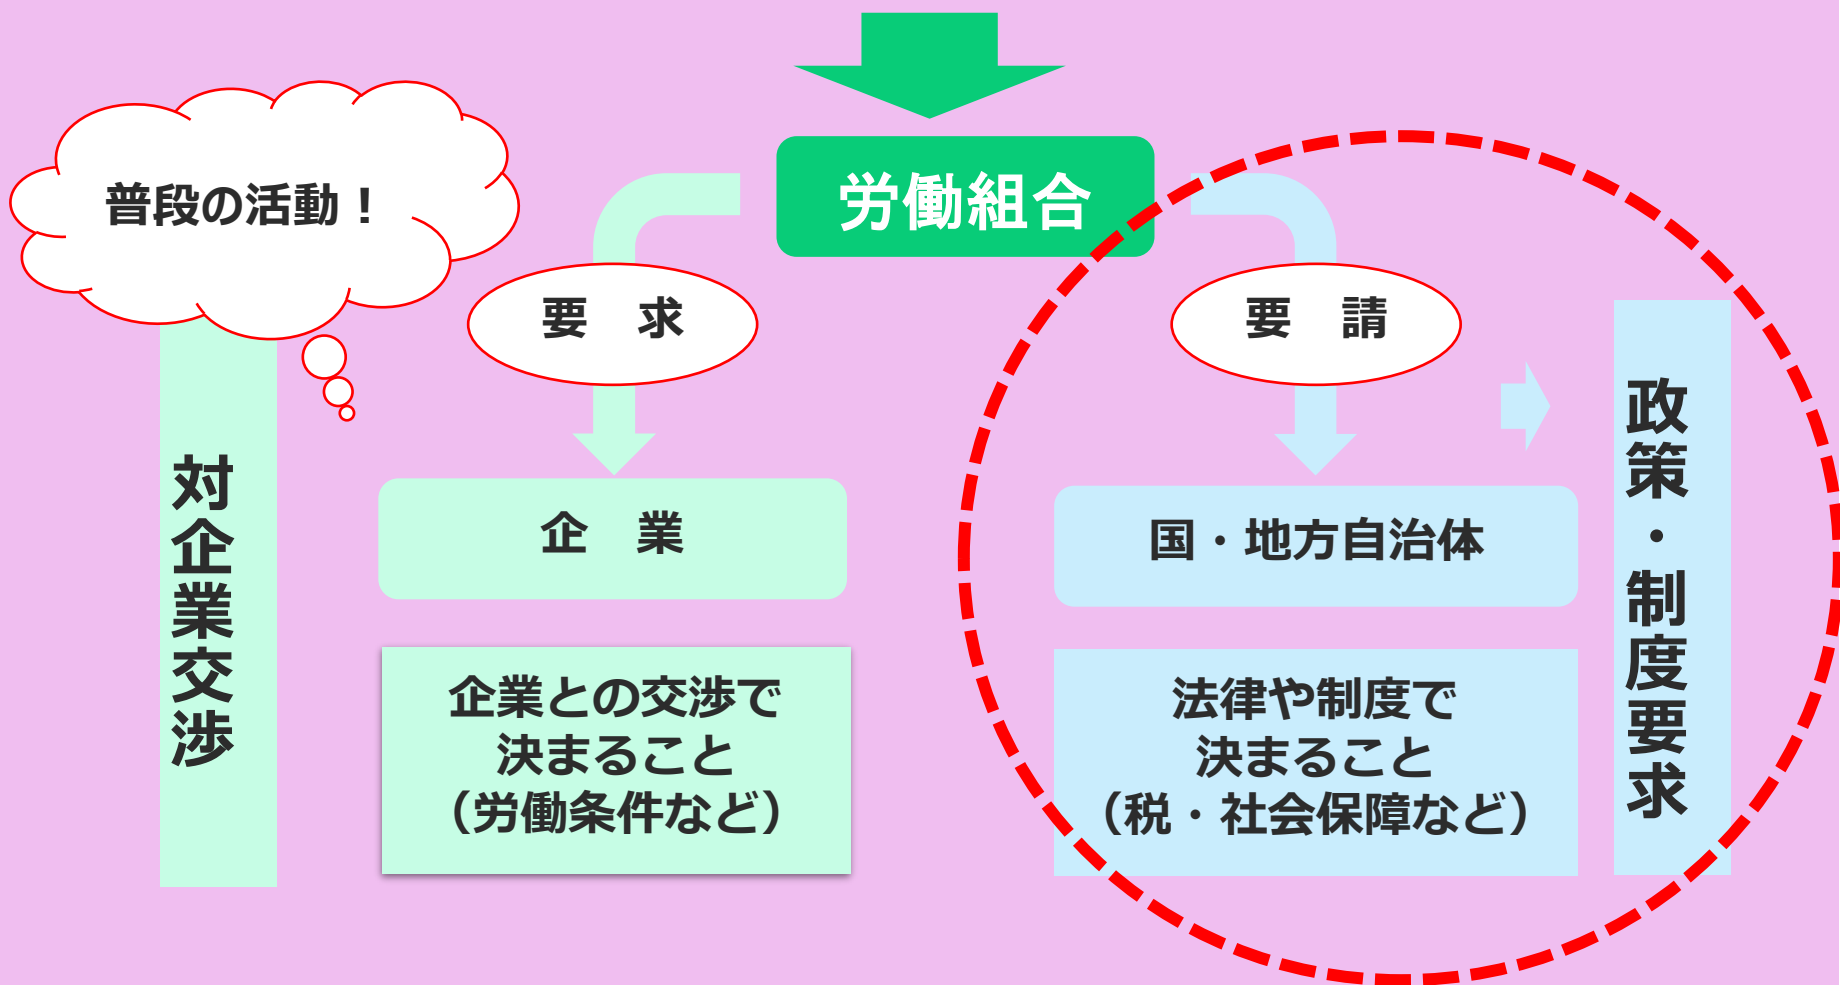 労働組合
普段の活動！
要　求
要　請
対企業交渉
企　業
企業との交渉で
決まること
（労働条件など）
国・地方自治体
法律や制度で
決まること
（税・社会保障など）
政策・制度要求